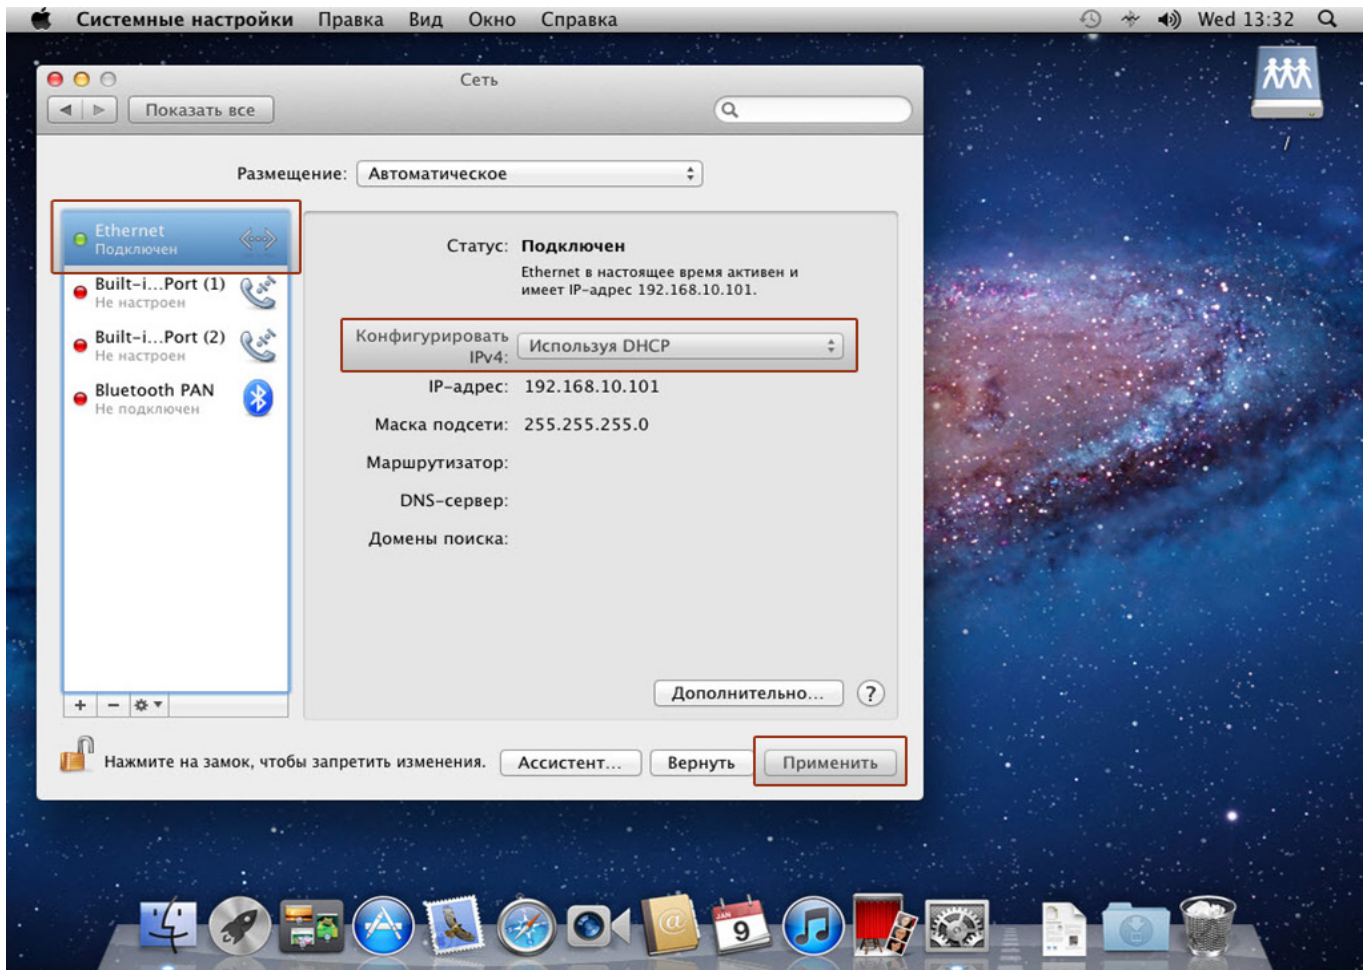 Системные настройки Правка Вид Окно Справка Wed 13:32
Сеть
Показать все
/
Размещение: Автоматическое
Ethernet
Подключен
Built-i...Port (1)
Не настроен
Built-i...Port (2)
Не настроен
Bluetooth PAN
Не подключен
Статус: Подключен
Ethernet в настоящее время активен и
имеет IP-адрес 192.168.10.101.
Конфигурировать
IPv4: Используя DHCP
IP-адрес: 192.168.10.101
Маска подсети: 255.255.255.0
Маршрутизатор:
DNS-сервер:
Домены поиска:
Дополнительно... ?
+ −
Нажмите на замок, чтобы запретить изменения. Ассистент... Вернуть Применить
JAN
9